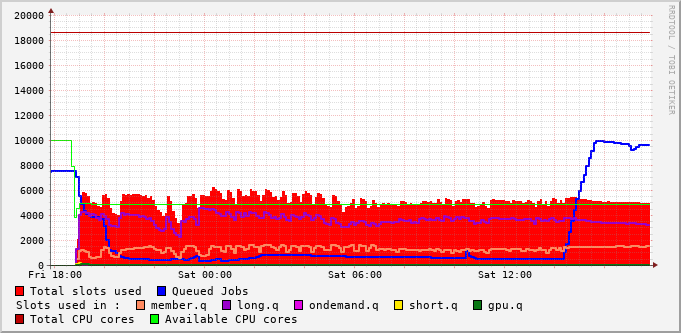 20000
18000
16000
14000
12000
10000
8000
6000
4000
2000
0
Fri 18:00 Sat 00:00 Sat 06:00 Sat 12:00
RRDTOOL / TOBI OETIKER
Total slots used Queued Jobs
Slots used in : member.q long.q ondemand.q short.q gpu.q
Total CPU cores Available CPU cores